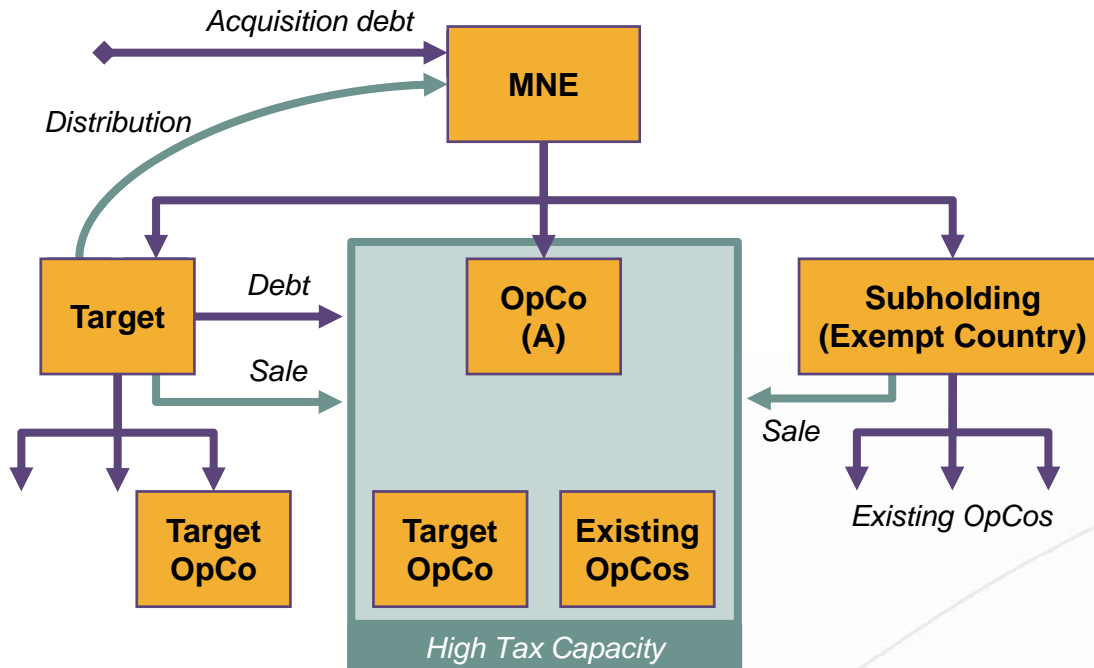 Acquisition debt
MNE
Distribution
Target
Debt
OpCo
(A)
Subholding
(Exempt Country)
Sale
Sale
Target
OpCo
Target
OpCo
Existing
OpCos
Existing OpCos
High Tax Capacity